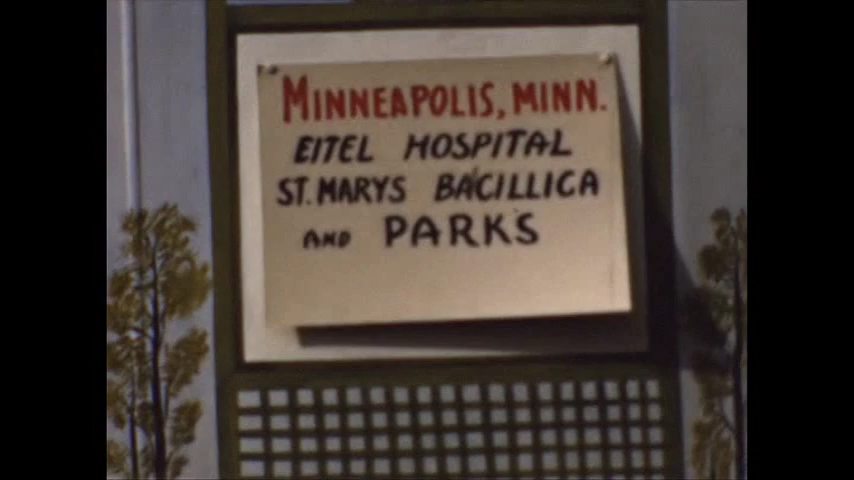 MINNEAPOLIS, MINN.
EITEL HOSPITAL
ST. MARYS BACILLICA
AND PARKS